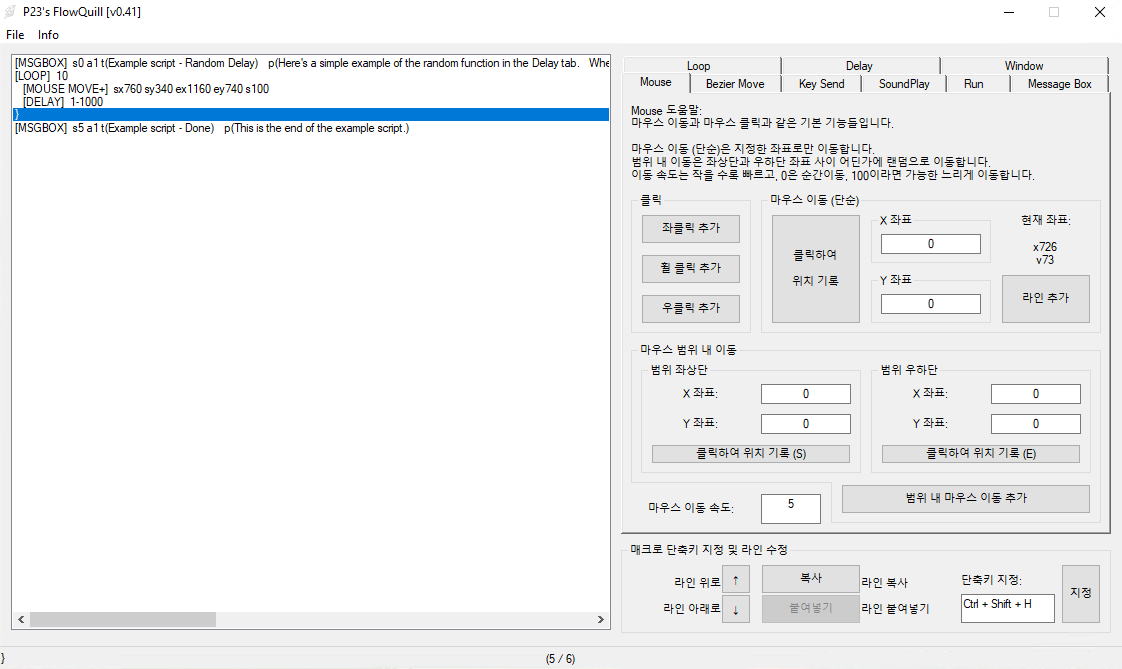 P23's FlowQuill [v0.41]
File Info
[MSGBOX] s0 a1 t(Example script - Random Delay) p(Here's a simple example of the random function in the Delay tab. Whe
[LOOP] 10
[MOUSE MOVE+] sx760 sy340 ex1160 ey740 s100
[DELAY] 1-1000
}
[MSGBOX] s5 a1 t(Example script - Done) p(This is the end of the example script.)
Loop Delay Window
Mouse Bezier Move Key Send SoundPlay Run Message Box
Mouse 도움말:
마우스 이동과 마우스 클릭과 같은 기본 기능들입니다.
마우스 이동 (단순)은 지정한 좌표로만 이동합니다.
범위 내 이동은 좌상단과 우하단 좌표 사이 어딘가에 랜덤으로 이동합니다.
이동 속도는 작을 수록 빠르고, 0은 순간이동, 100이라면 가능한 느리게 이동합니다.
클릭
좌클릭 추가
휠 클릭 추가
우클릭 추가
마우스 이동 (단순)
클릭하여
위치 기록
X 좌표
0
Y 좌표
0
현재 좌표:
x726
y73
라인 추가
마우스 범위 내 이동
범위 좌상단
X 좌표: 0
Y 좌표: 0
클릭하여 위치 기록 (S)
범위 우하단
X 좌표: 0
Y 좌표: 0
클릭하여 위치 기록 (E)
마우스 이동 속도: 5
범위 내 마우스 이동 추가
매크로 단축키 지정 및 라인 수정
라인 위로 ↑
라인 아래로 ↓
복사 라인 복사
붙여넣기 라인 붙여넣기
단축키 지정:
Ctrl + Shift + H
지정
} (5 / 6)